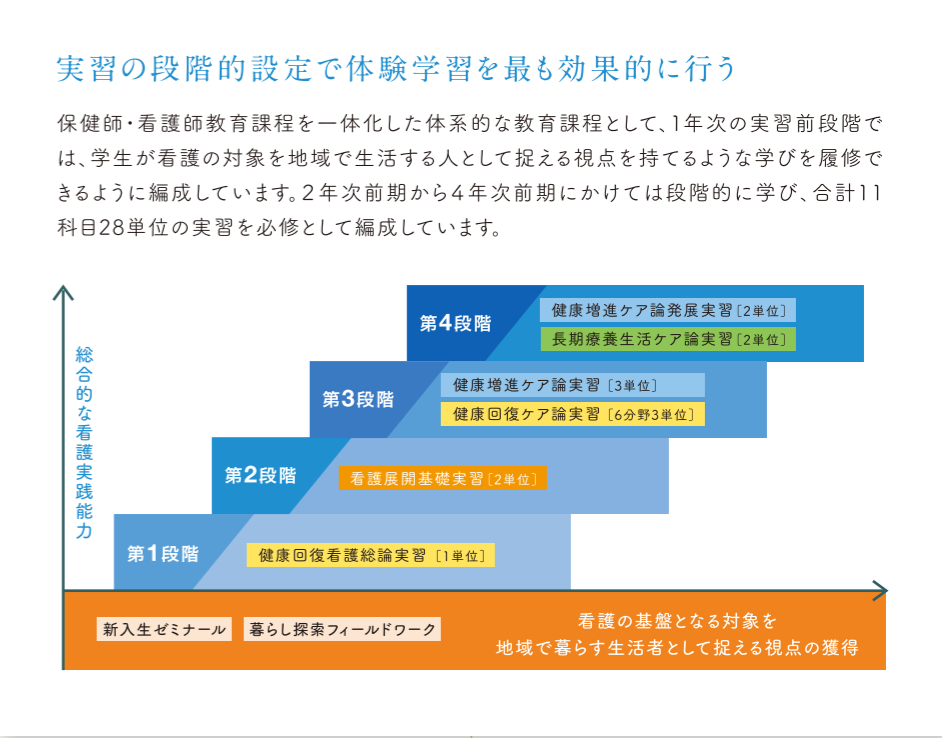 実習の段階的設定で体験学習を最も効果的に行う
保健師・看護師教育課程を一体化した体系的な教育課程として、1年次の実習前段階で
は、学生が看護の対象を地域で生活する人として捉える視点を持てるような学びを履修で
きるように編成しています。2年次前期から4年次前期にかけては段階的に学び、合計11
科目28単位の実習を必修として編成しています。
総合的な看護実践能力
第4段階
健康増進ケア論発展実習［2単位］
長期療養生活ケア論実習［2単位］
第3段階
健康増進ケア論実習［3単位］
健康回復ケア論実習［6分野3単位］
第2段階
看護展開基礎実習［2単位］
第1段階
健康回復看護総論実習［1単位］
新入生ゼミナール
暮らし探索フィールドワーク
看護の基盤となる対象を
地域で暮らす生活者として捉える視点の獲得